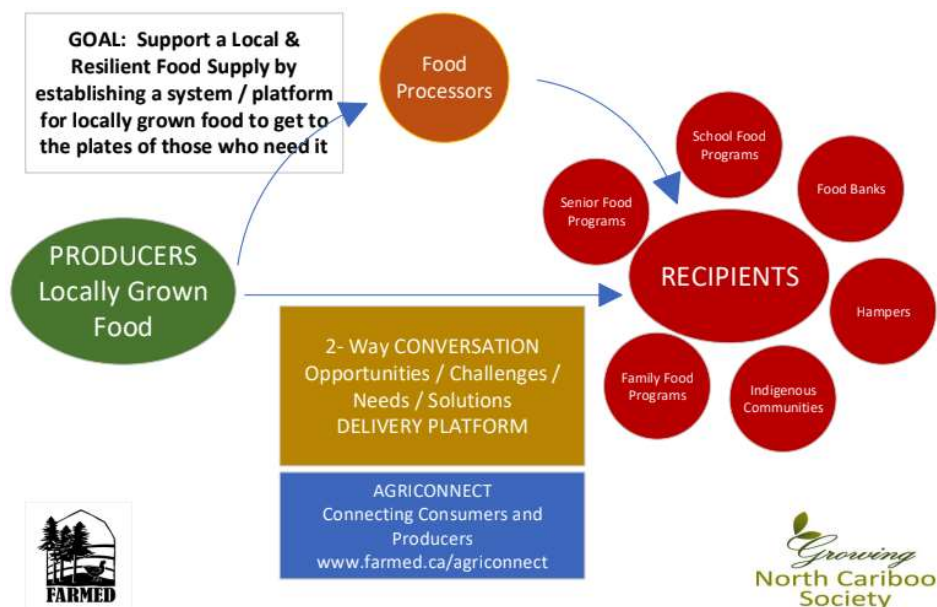 GOAL:  Support a Local &
Resilient Food Supply by
establishing a system / platform
for locally grown food to get to
the plates of those who need it
Food
Processors
School Food
Programs
Food Banks
Senior Food
Programs
PRODUCERS
Locally Grown
Food
RECIPIENTS
Hampers
2- Way CONVERSATION
Opportunities / Challenges /
Needs / Solutions
DELIVERY PLATFORM
Family Food
Programs
Indigenous
Communities
AGRICONNECT
Connecting Consumers and
Producers
www.farmed.ca/agriconnect
FARMED
Growing
North Cariboo
Society